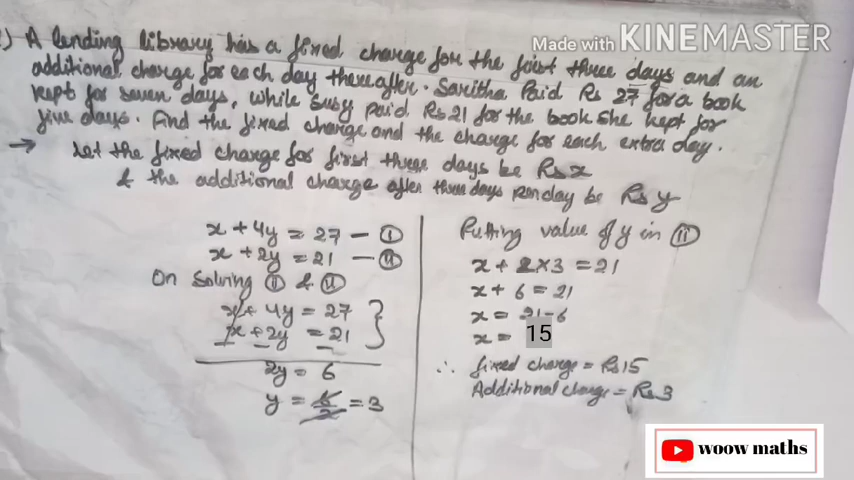 Made with KINEMASTER
) A lending library has a fixed charge for the first three days and an
additional charge for each day thereafter. Saritha Paid Rs 27 for a book
kept for seven days, while Susy paid Rs 21 for the book she kept for
five days. Find the fixed charge and the charge for each extra day.
→ Let the fixed charge for first three days be Rs x
& the additional charge after three days per day be Rs y
x + 4y = 27 — (I)
x + 2y = 21 — (II)
On Solving (I) & (II)
x + 4y = 27
x + 2y = 21
2y = 6
y = 6/2 = 3
Putting value of y in (II)
x + 2×3 = 21
x + 6 = 21
x = 21-6
x = 15
∴ fixed charge = Rs 15
Additional charge = Rs 3
woow maths